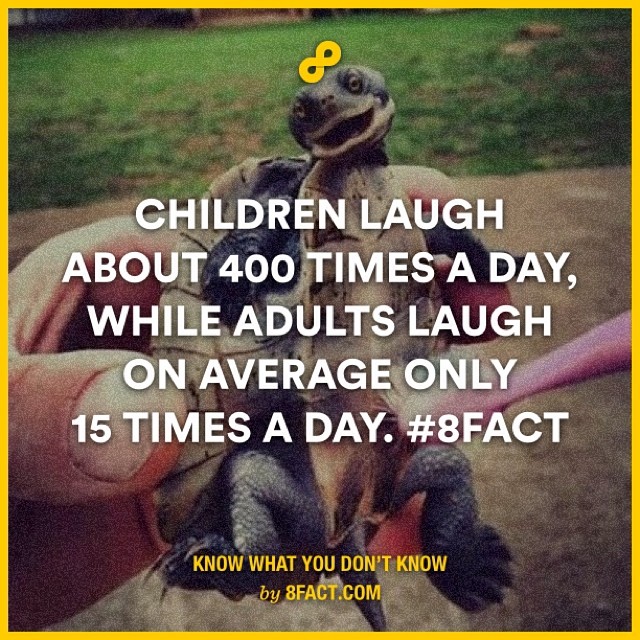 CHILDREN LAUGH
ABOUT 400 TIMES A DAY,
WHILE ADULTS LAUGH
ON AVERAGE ONLY
15 TIMES A DAY. #8FACT
KNOW WHAT YOU DON'T KNOW
by 8FACT.COM